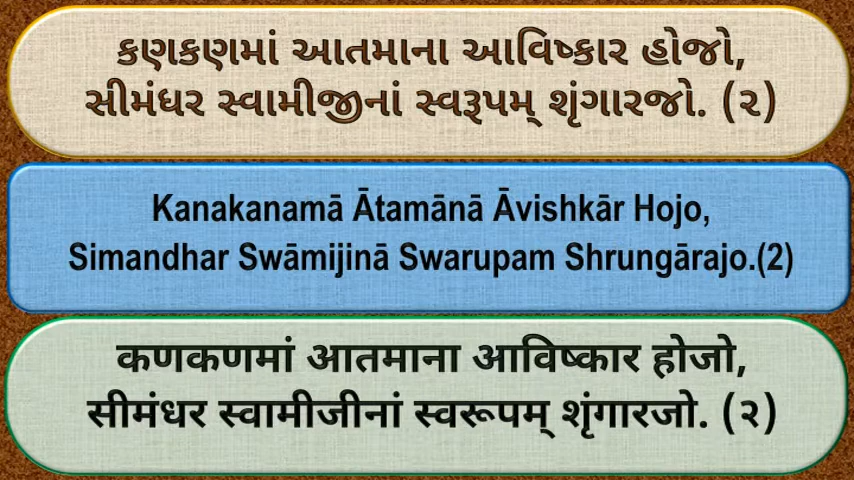 કણકણમાં આતમાના આવિષ્કાર હોજો,
સીમંધર સ્વામીજીનાં સ્વરૂપમ્ શૃંગારજો. (૨)
Kanakanamā Ātamānā Āvishkār Hojo,
Simandhar Swāmijinā Swarupam Shrungārajo.(2)
कणकणमां आतमाना आविष्कार होजो,
सीमंधर स्वामीजीनां स्वरूपम् शृंगारजो. (२)